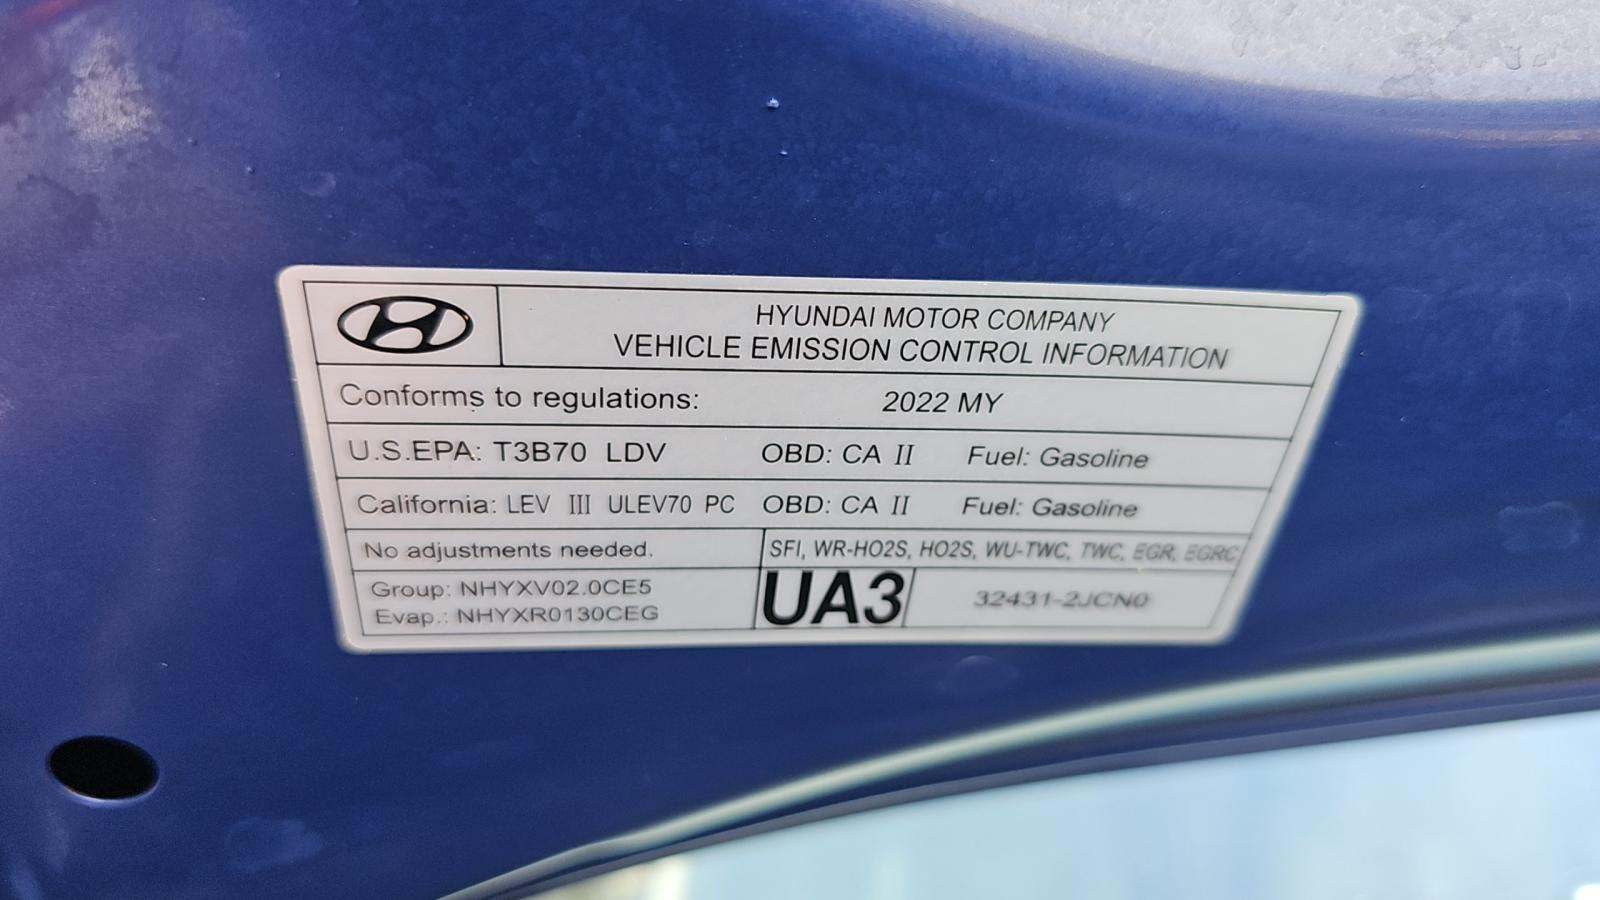 HYUNDAI MOTOR COMPANY
VEHICLE EMISSION CONTROL INFORMATION
Conforms to regulations: 2022 MY
U.S.EPA: T3B70 LDV OBD: CA II Fuel: Gasoline
California: LEV III ULEV70 PC OBD: CA II Fuel: Gasoline
No adjustments needed. SFI, WR-HO2S, HO2S, WU-TWC, TWC, EGR, EGRC
Group: NHYXV02.0CE5
Evap.: NHYXR0130CEG
UA3 32431-2JCN0